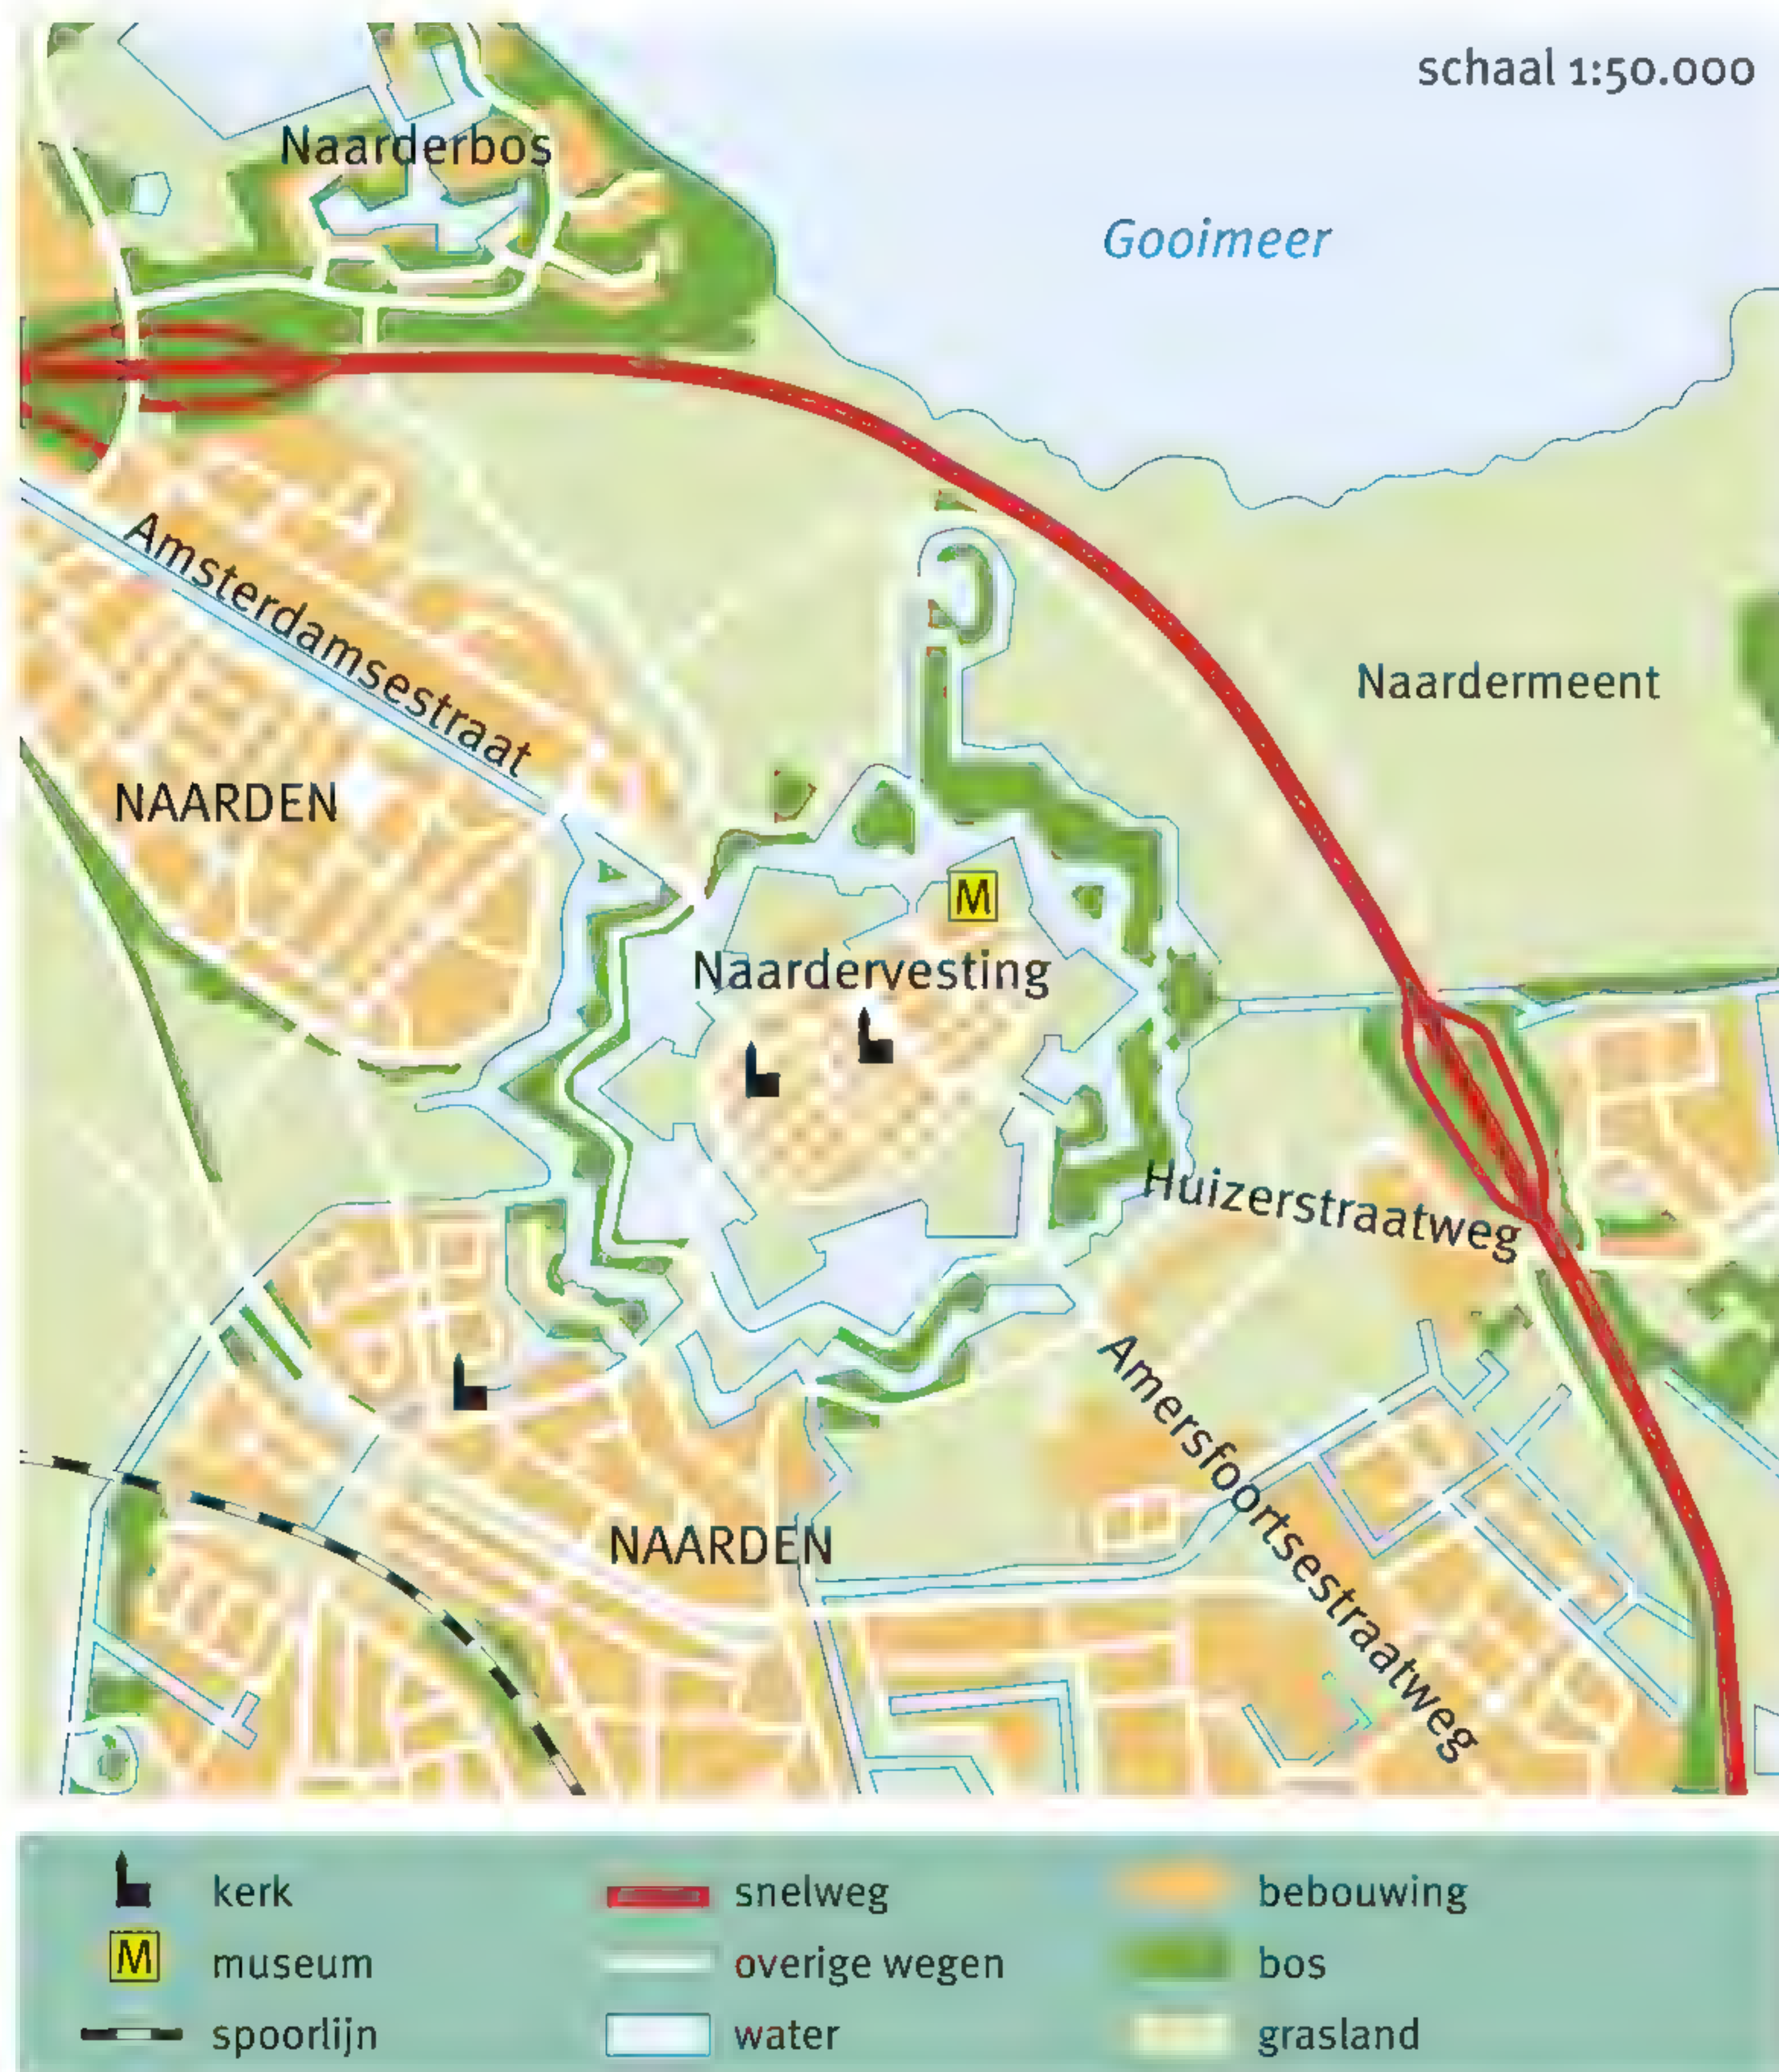 schaal 1:50.000
Naarderbos
Gooimeer
Amsterdamsestraat
Naardermeent
NAARDEN
M
Naardervesting
Huizerstraatweg
Amersfoortsestraatweg
NAARDEN
kerk
snelweg
bebouwing
M museum
overige wegen
bos
spoorlijn
water
grasland